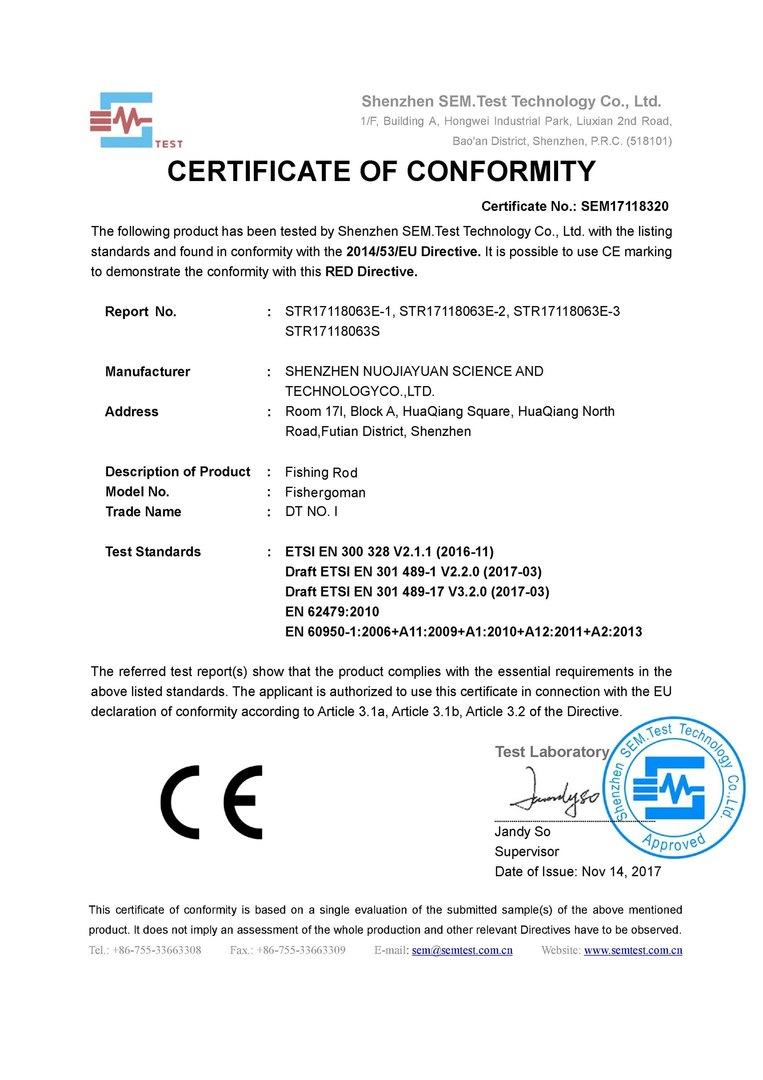 TEST
Shenzhen SEM.Test Technology Co., Ltd.
1/F, Building A, Hongwei Industrial Park, Liuxian 2nd Road,
Bao'an District, Shenzhen, P.R.C. (518101)
CERTIFICATE OF CONFORMITY
Certificate No.: SEM17118320
The following product has been tested by Shenzhen SEM.Test Technology Co., Ltd. with the listing
standards and found in conformity with the 2014/53/EU Directive. It is possible to use CE marking
to demonstrate the conformity with this RED Directive.
Report No. : STR17118063E-1, STR17118063E-2, STR17118063E-3
STR17118063S
Manufacturer : SHENZHEN NUOJIAYUAN SCIENCE AND
TECHNOLOGYCO.,LTD.
Address : Room 17I, Block A, HuaQiang Square, HuaQiang North
Road,Futian District, Shenzhen
Description of Product : Fishing Rod
Model No. : Fishergoman
Trade Name : DT NO. I
Test Standards : ETSI EN 300 328 V2.1.1 (2016-11)
Draft ETSI EN 301 489-1 V2.2.0 (2017-03)
Draft ETSI EN 301 489-17 V3.2.0 (2017-03)
EN 62479:2010
EN 60950-1:2006+A11:2009+A1:2010+A12:2011+A2:2013
The referred test report(s) show that the product complies with the essential requirements in the
above listed standards. The applicant is authorized to use this certificate in connection with the EU
declaration of conformity according to Article 3.1a, Article 3.1b, Article 3.2 of the Directive.
CE
Test Laboratory
Shenzhen SEM.Test Technology Co.,Ltd.
Approved
Jandy So
Jandy So
Supervisor
Date of Issue: Nov 14, 2017
This certificate of conformity is based on a single evaluation of the submitted sample(s) of the above mentioned
product. It does not imply an assessment of the whole production and other relevant Directives have to be observed.
Tel.: +86-755-33663308 Fax.: +86-755-33663309 E-mail: sem@semtest.com.cn Website: www.semtest.com.cn